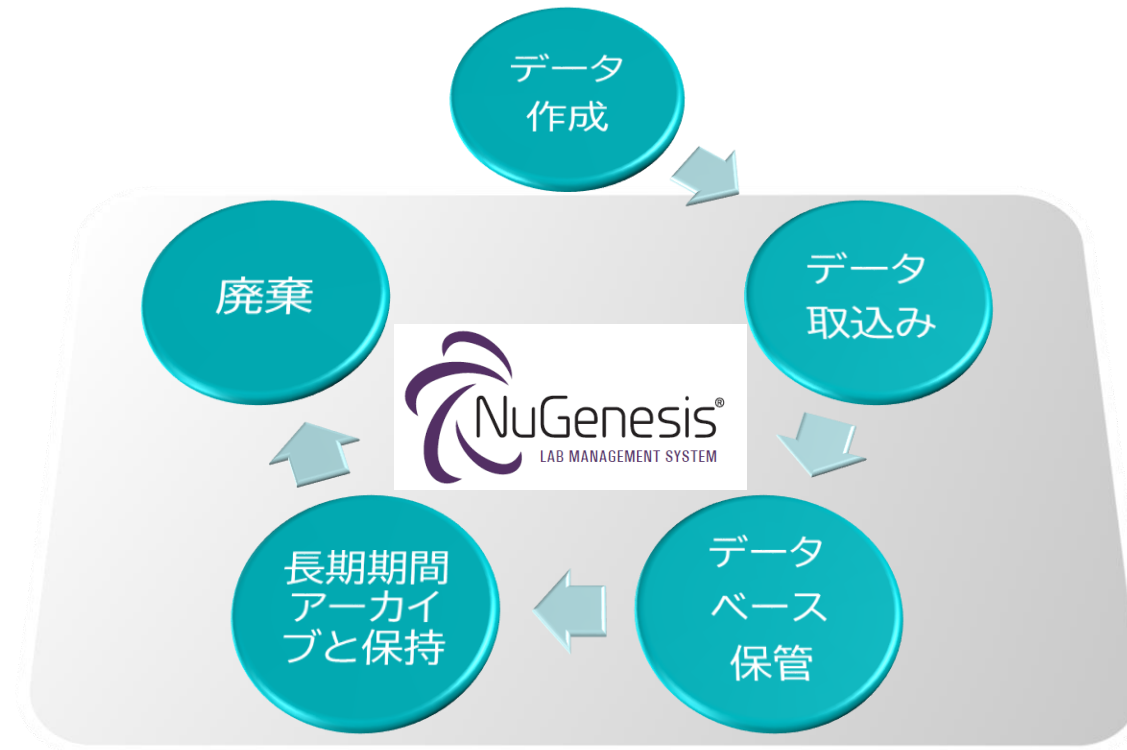 データ
作成
データ
取込み
データ
ベース
保管
長期期間
アーカイ
ブと保持
廃棄
NuGenesis®
LAB MANAGEMENT SYSTEM